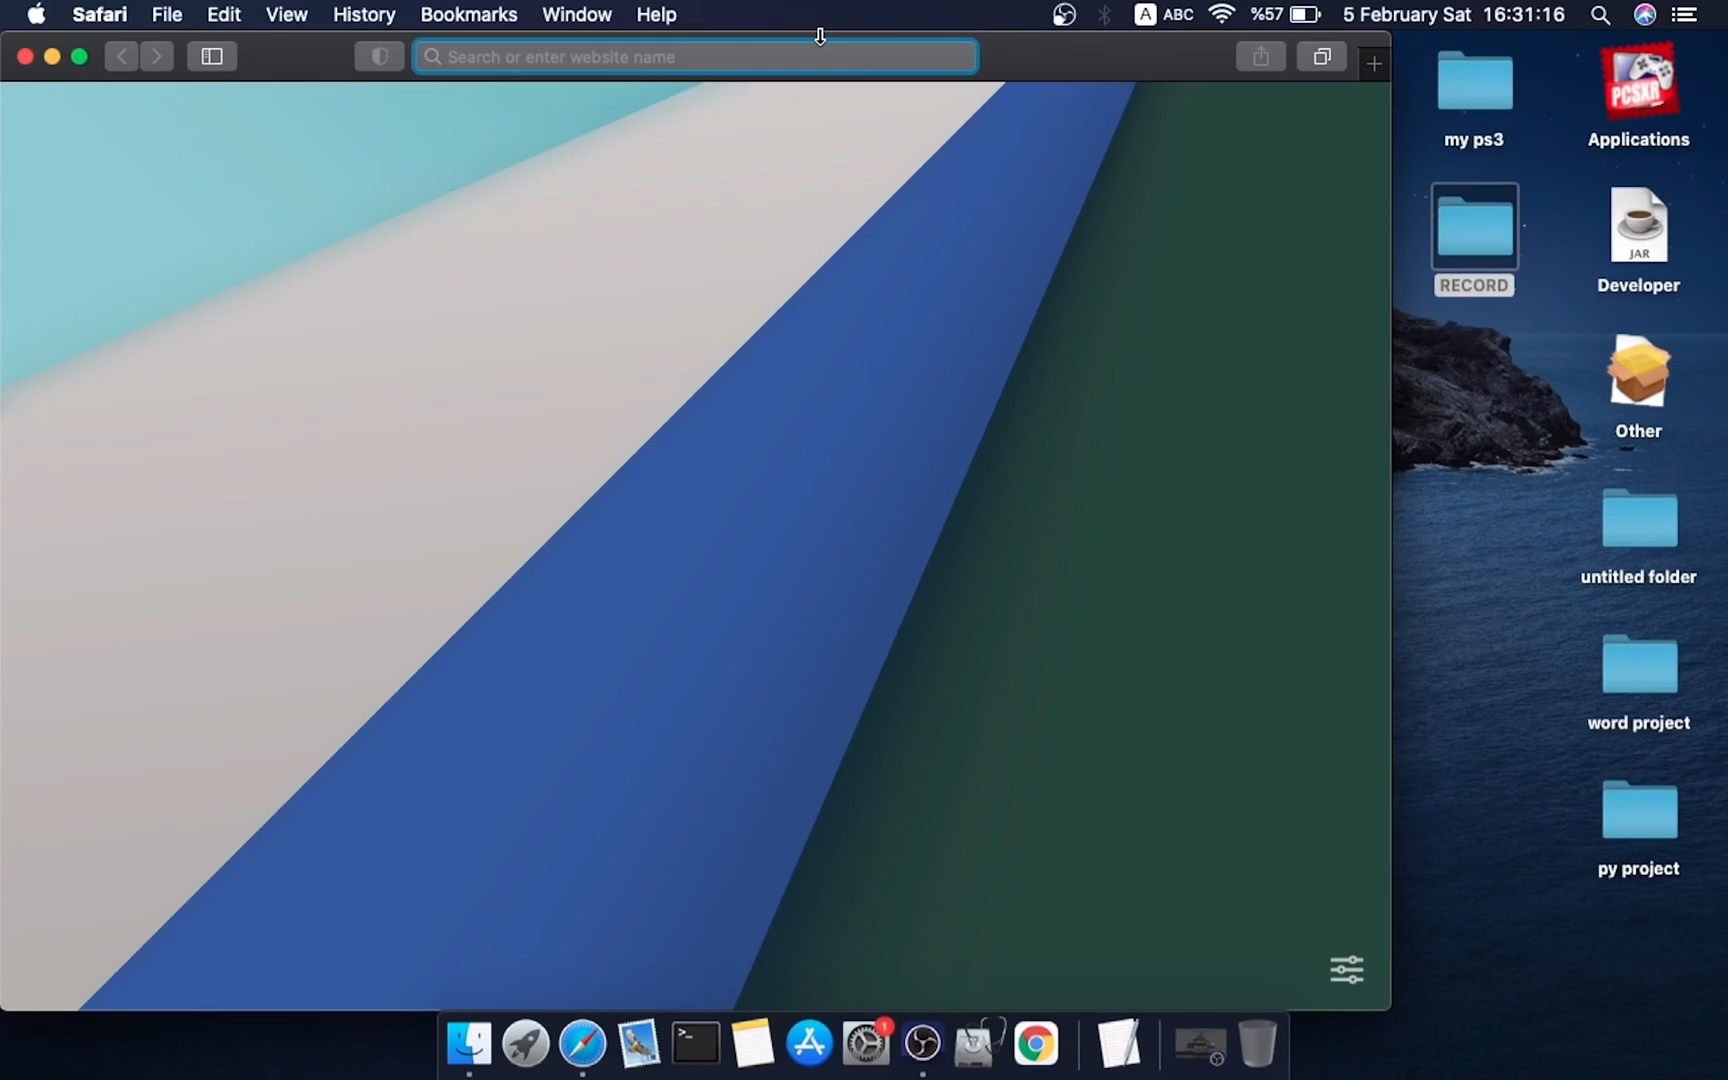 Safari File Edit View History Bookmarks Window Help A ABC %57 5 February Sat 16:31:16
Search or enter website name
my ps3
PCSXR
Applications
RECORD
JAR
Developer
Other
untitled folder
word project
py project
1